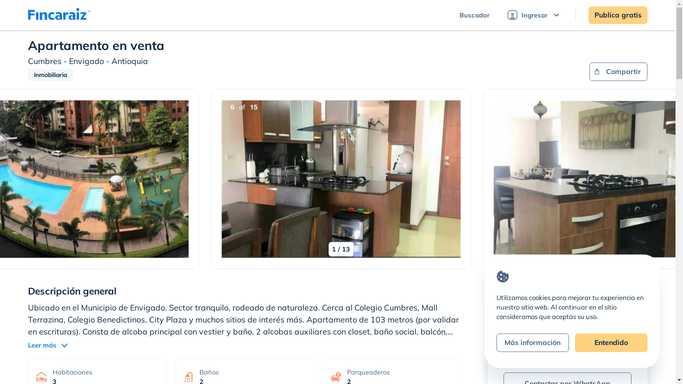 Fincaraiz
Buscador
Ingresar
Publica gratis
Apartamento en venta
Cumbres - Envigado - Antioquia
Inmobiliaria
Compartir
6 of 15
1 / 13
Descripción general
Ubicado en el Municipio de Envigado. Sector tranquilo, rodeado de naturaleza. Cerca al Colegio Cumbres, Mall
Terrazina, Colegio Benedictinos, City Plaza y muchos sitios de interés más. Apartamento de 103 metros (por validar
en escrituras). Consta de alcoba principal con vestier y baño, 2 alcobas auxiliares con closet, baño social, balcón,...
Leer más
Habitaciones
3
Baños
2
Parqueaderos
2
Utilizamos cookies para mejorar tu experiencia en
nuestro sitio web. Al continuar en el sitio
consideramos que aceptas su uso.
Más información
Entendido
Contactar por WhatsApp